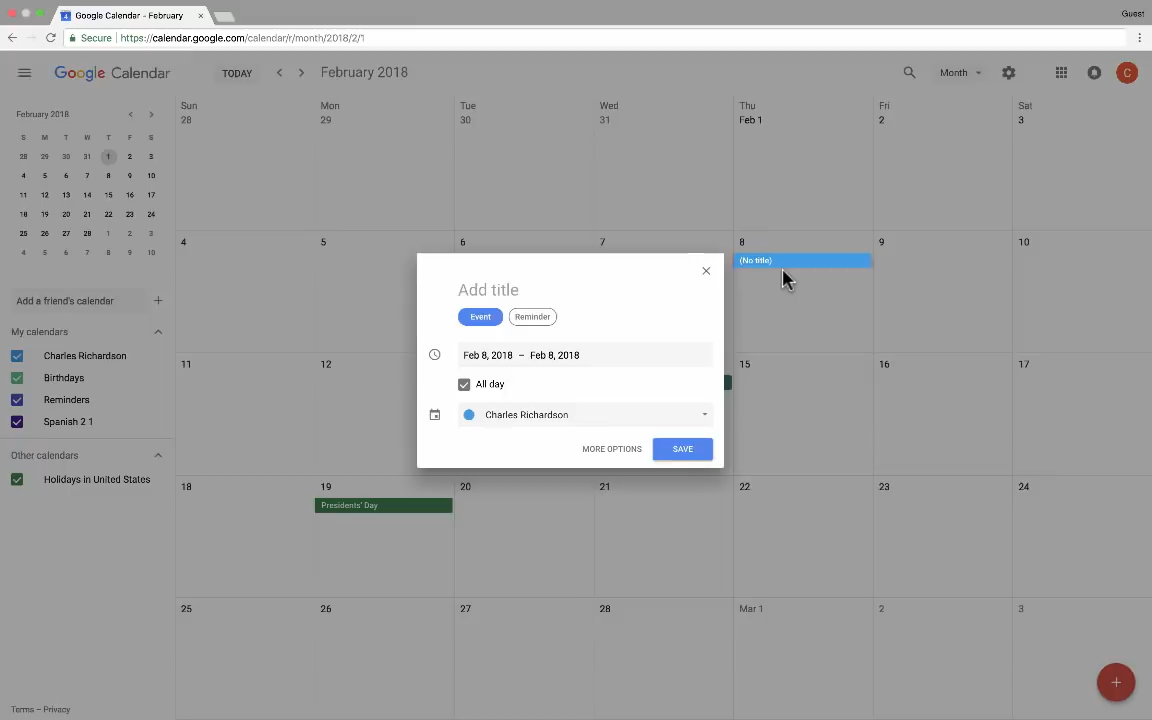 Google Calendar - February
Guest
Secure | https://calendar.google.com/calendar/r/month/2018/2/1
Google Calendar
TODAY
February 2018
Month
C
February 2018
S M T W T F S
28 29 30 31 1 2 3
4 5 6 7 8 9 10
11 12 13 14 15 16 17
18 19 20 21 22 23 24
25 26 27 28 1 2 3
4 5 6 7 8 9 10
Add a friend's calendar
My calendars
Charles Richardson
Birthdays
Reminders
Spanish 2 1
Other calendars
Holidays in United States
Terms – Privacy
Sun Mon Tue Wed Thu Fri Sat
28 29 30 31 Feb 1 2 3
4 5 6 7 8 9 10
(No title)
Add title
Event Reminder
Feb 8, 2018 – Feb 8, 2018
All day
Charles Richardson
MORE OPTIONS SAVE
11 12 15 16 17
18 19 20 21 22 23 24
Presidents' Day
25 26 27 28 Mar 1 2 3